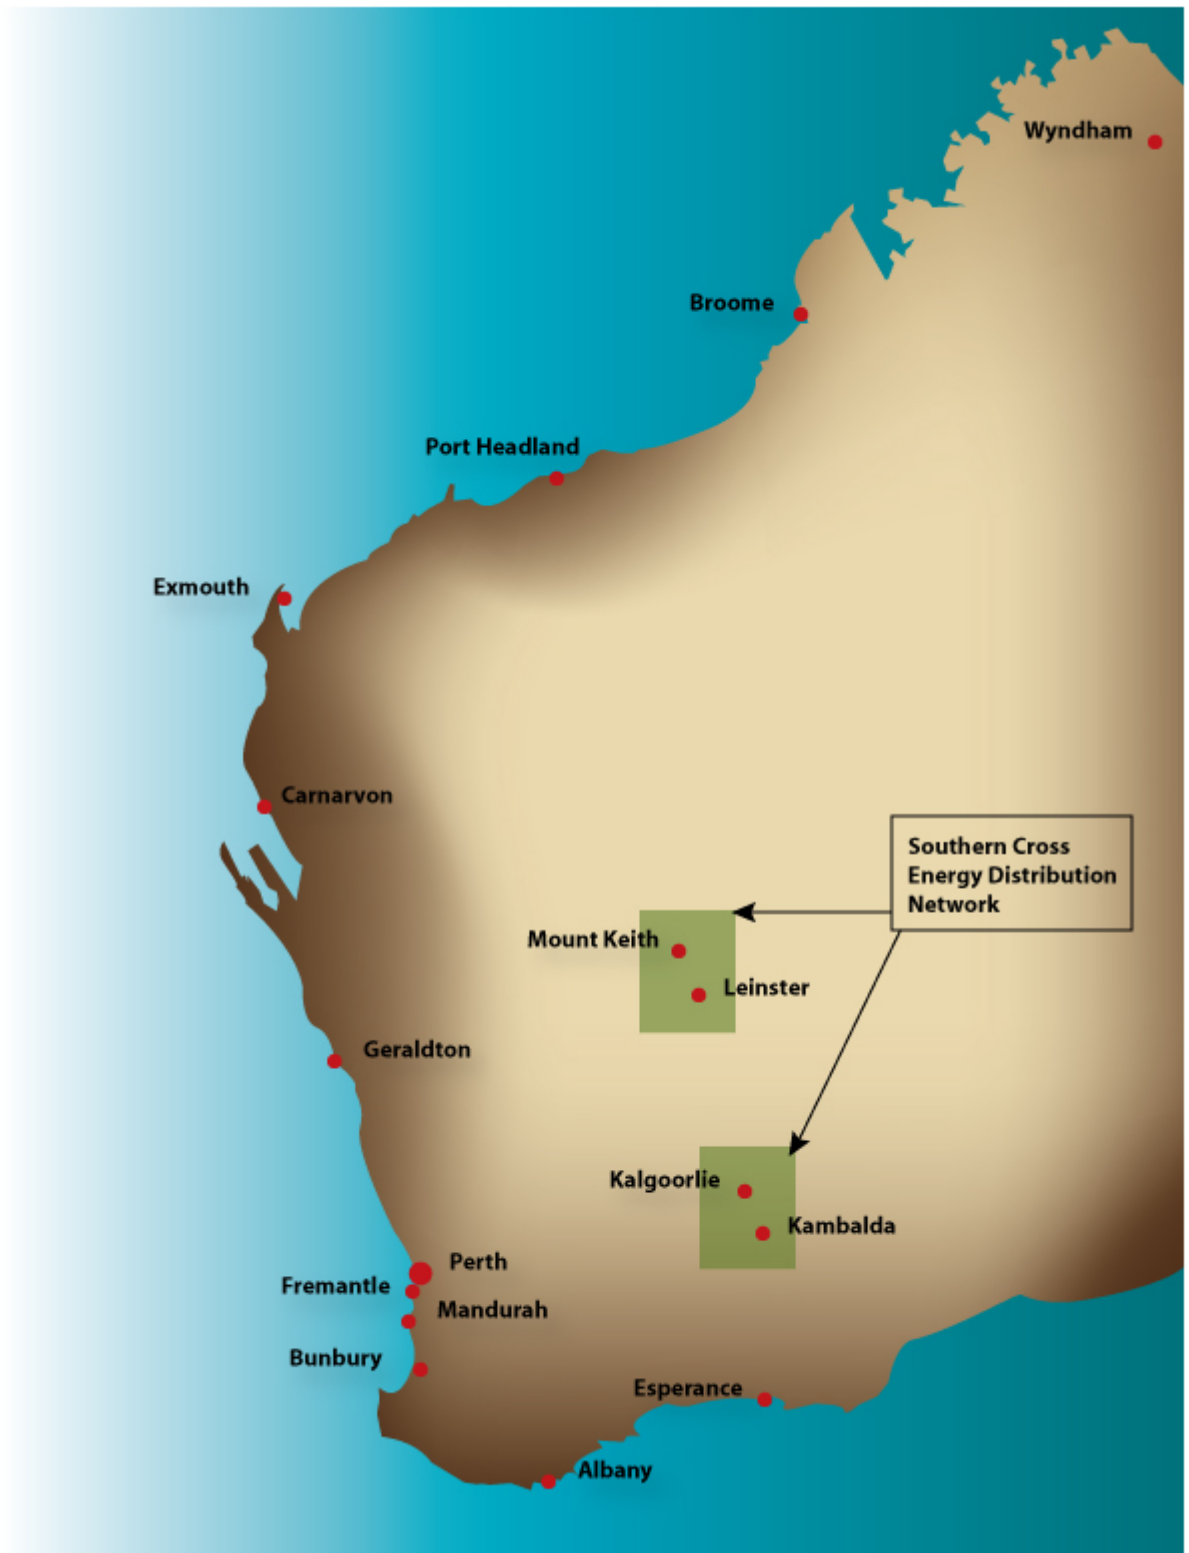 Wyndham
Broome
Port Headland
Exmouth
Carnarvon
Southern Cross
Energy Distribution
Network
Mount Keith
Leinster
Geraldton
Kalgoorlie
Kambalda
Perth
Fremantle
Mandurah
Bunbury
Esperance
Albany